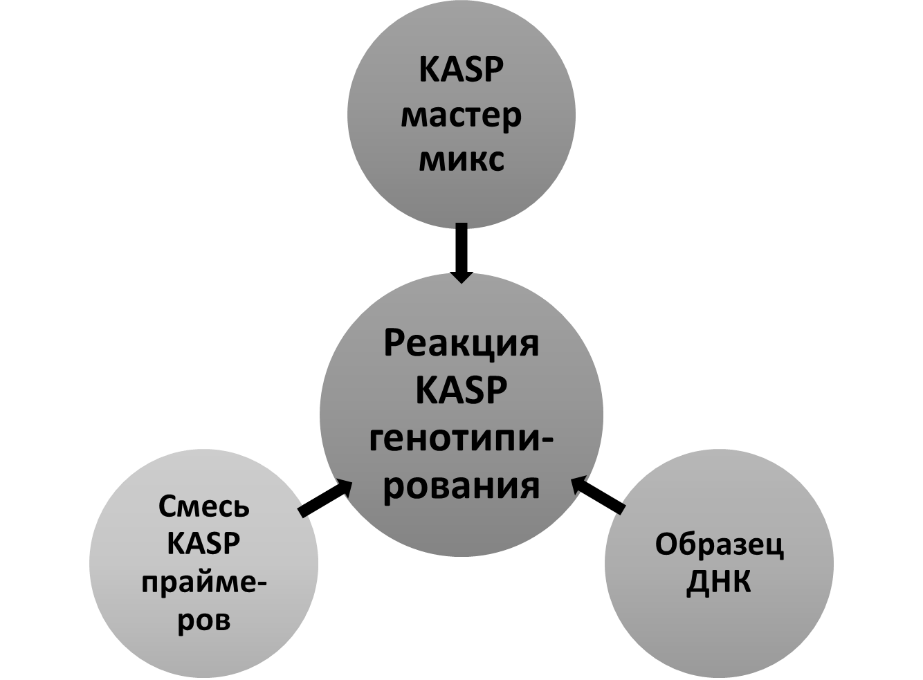 KASP
мастер
микс
Реакция
KASP
генотипи-
рования
Смесь
KASP
прайме-
ров
Образец
ДНК